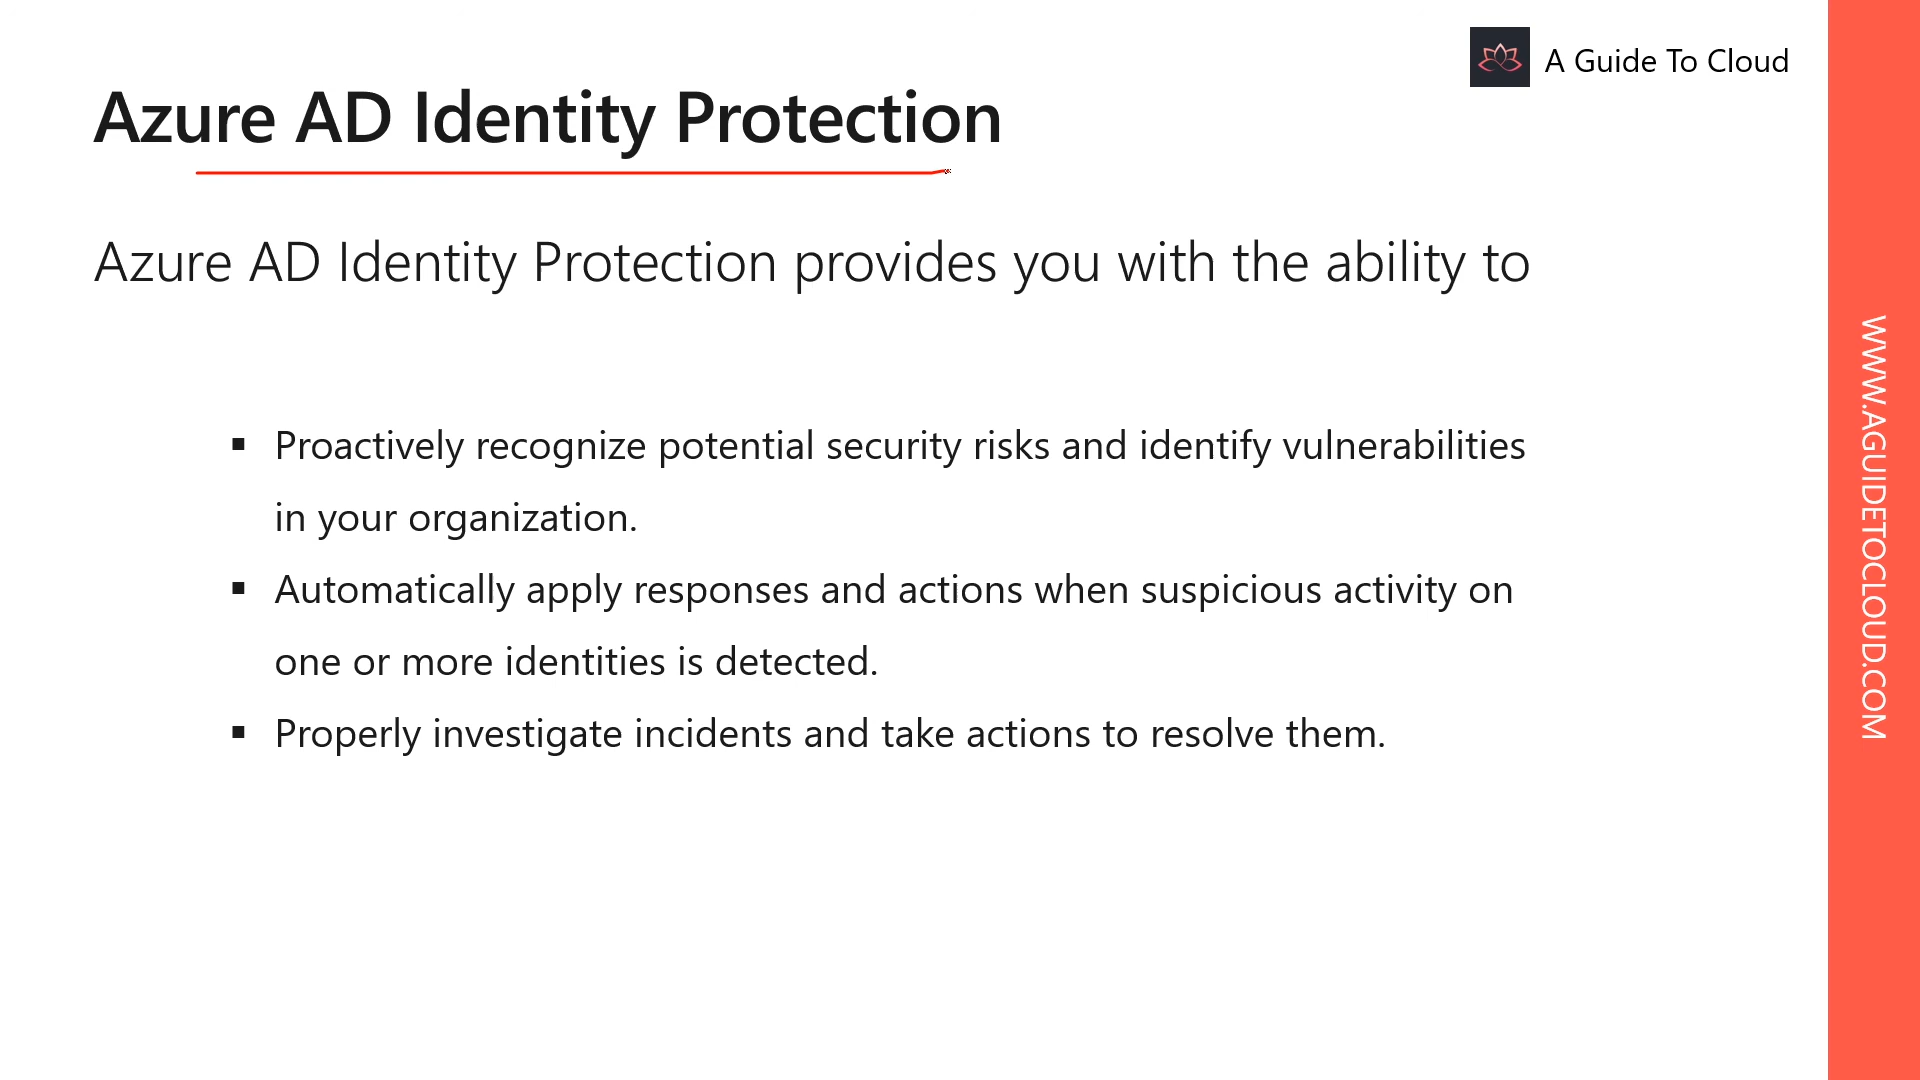 A Guide To Cloud
Azure AD Identity Protection
Azure AD Identity Protection provides you with the ability to
▪ Proactively recognize potential security risks and identify vulnerabilities
in your organization.
▪ Automatically apply responses and actions when suspicious activity on
one or more identities is detected.
▪ Properly investigate incidents and take actions to resolve them.
WWW.AGUIDETOCLOUD.COM